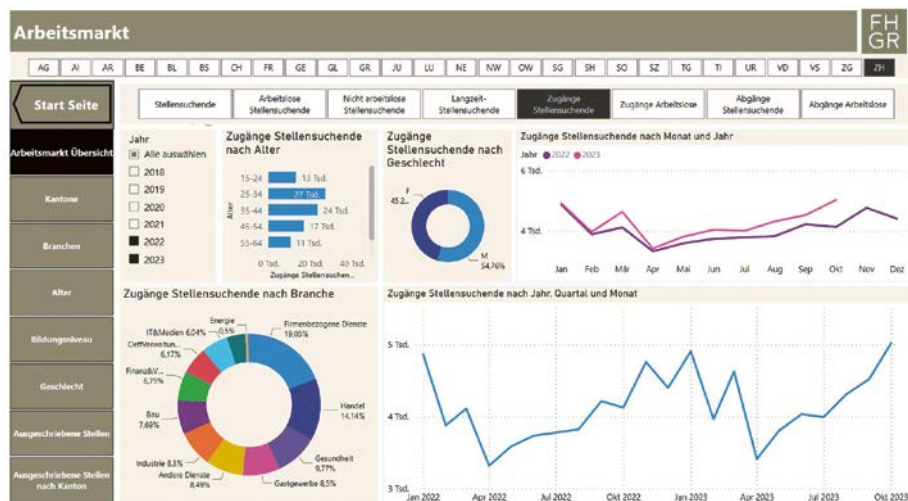 Arbeitsmarkt
FH
GR
AG AI AR BE BL BS CH FR GE GL GR JU LU NE NW OW SG SH SO SZ TG TI UR VD VS ZG ZH
Start Seite
Stellensuchende
Arbeitslose
Stellensuchende
Nicht arbeitslose
Stellensuchende
Langzeit-
Stellensuchende
Zugänge
Stellensuchende
Zugänge Arbeitslose
Abgänge
Stellensuchende
Abgänge Arbeitslose
Arbeitsmarkt Übersicht
Kantone
Branchen
Alter
Bildungsniveau
Geschlecht
Ausgeschriebene Stellen
Ausgeschriebene Stellen
nach Kanton
Jahr
Alle auswählen
2018
2019
2020
2021
2022
2023
Zugänge Stellensuchende
nach Alter
Alter
15-24 13 Tsd.
25-34 27 Tsd.
35-44 24 Tsd.
45-54 17 Tsd.
55-64 11 Tsd.
0 Tsd. 20 Tsd. 40 Tsd.
Zugänge Stellensuchen...
Zugänge
Stellensuchende nach
Geschlecht
F
45,2...
M
54,76%
Zugänge Stellensuchende nach Monat und Jahr
Jahr 2022 2023
6 Tsd.
4 Tsd.
Jan Feb Mär Apr Mai Jun Jul Aug Sep Okt Nov Dez
Zugänge Stellensuchende nach Branche
Energie
0,5%
IT&Medien 6,04%
OeffVerwaltun...
6,17%
Finanz&V...
6,75%
Bau
7,69%
Industrie 8,3%
Andere Dienste
8,49%
Gastgewerbe 8,5%
Gesundheit
9,77%
Handel
14,14%
Firmenbezogene Dienste
19,05%
Zugänge Stellensuchende nach Jahr, Quartal und Monat
5 Tsd.
4 Tsd.
3 Tsd.
Jan 2022 Apr 2022 Jul 2022 Okt 2022 Jan 2023 Apr 2023 Jul 2023 Okt 2023